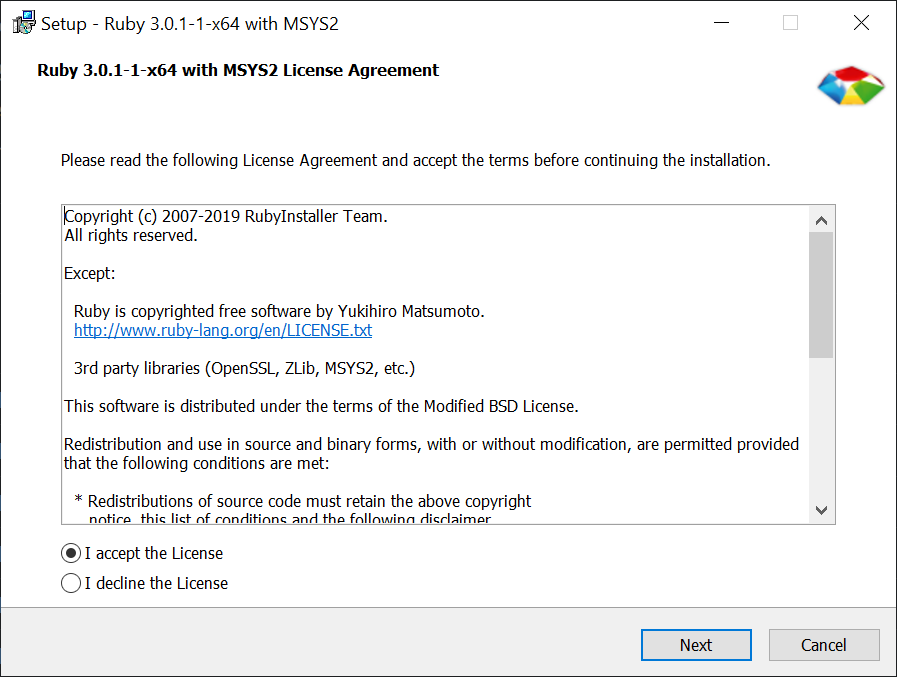 Setup - Ruby 3.0.1-1-x64 with MSYS2
Ruby 3.0.1-1-x64 with MSYS2 License Agreement
Please read the following License Agreement and accept the terms before continuing the installation.
Copyright (c) 2007-2019 RubyInstaller Team.
All rights reserved.
Except:
Ruby is copyrighted free software by Yukihiro Matsumoto.
http://www.ruby-lang.org/en/LICENSE.txt
3rd party libraries (OpenSSL, ZLib, MSYS2, etc.)
This software is distributed under the terms of the Modified BSD License.
Redistribution and use in source and binary forms, with or without modification, are permitted provided
that the following conditions are met:
* Redistributions of source code must retain the above copyright
notice, this list of conditions and the following disclaimer
I accept the License
I decline the License
Next
Cancel